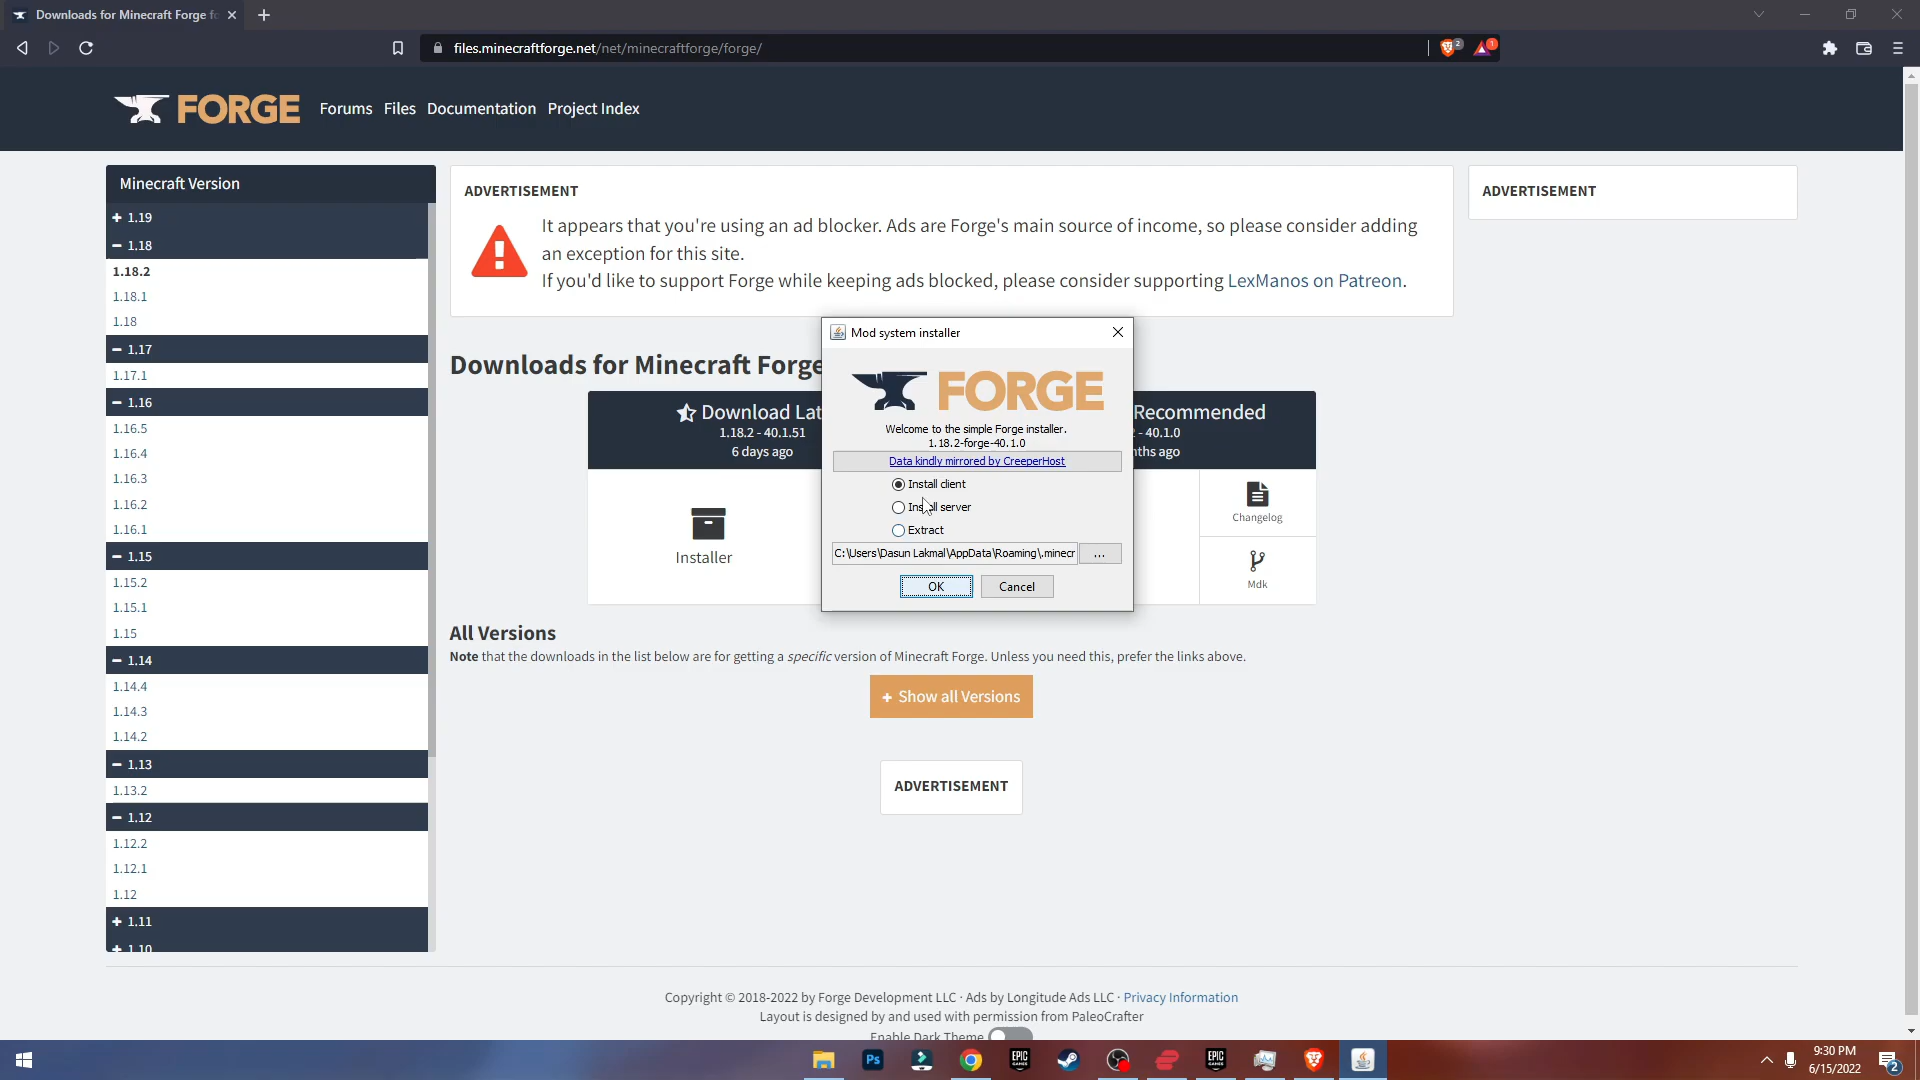 Downloads for Minecraft Forge fo
files.minecraftforge.net/net/minecraftforge/forge/
2
1
FORGE
Forums Files Documentation Project Index
Minecraft Version
+ 1.19
− 1.18
1.18.2
1.18.1
1.18
− 1.17
1.17.1
− 1.16
1.16.5
1.16.4
1.16.3
1.16.2
1.16.1
− 1.15
1.15.2
1.15.1
1.15
− 1.14
1.14.4
1.14.3
1.14.2
− 1.13
1.13.2
− 1.12
1.12.2
1.12.1
1.12
+ 1.11
+ 1.10
ADVERTISEMENT
It appears that you're using an ad blocker. Ads are Forge's main source of income, so please consider adding
an exception for this site.
If you'd like to support Forge while keeping ads blocked, please consider supporting LexManos on Patreon.
ADVERTISEMENT
Downloads for Minecraft Forge
Download Lat
1.18.2 - 40.1.51
6 days ago
Installer
Recommended
- 40.1.0
ths ago
Changelog
Mdk
Mod system installer
FORGE
Welcome to the simple Forge installer.
1.18.2-forge-40.1.0
Data kindly mirrored by CreeperHost
Install client
Install server
Extract
C:\Users\Dasun Lakmal\AppData\Roaming\.minecr
...
OK Cancel
All Versions
Note that the downloads in the list below are for getting a specific version of Minecraft Forge. Unless you need this, prefer the links above.
+ Show all Versions
ADVERTISEMENT
Copyright © 2018-2022 by Forge Development LLC · Ads by Longitude Ads LLC · Privacy Information
Layout is designed by and used with permission from PaleoCrafter
Enable Dark Theme
Ps
EPIC
GAMES
EPIC
GAMES
9:30 PM
6/15/2022
2